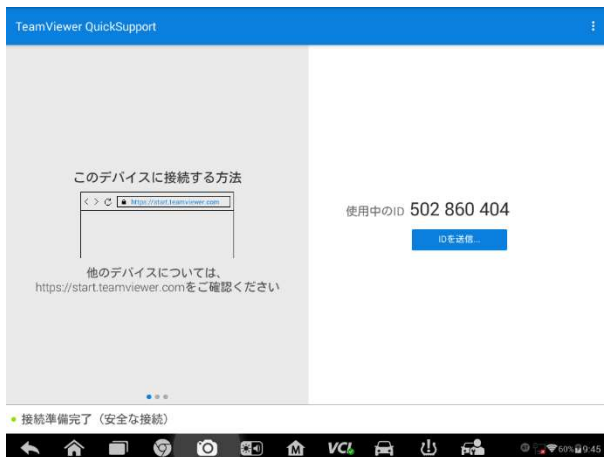 TeamViewer QuickSupport
このデバイスに接続する方法
https://start.teamviewer.com
他のデバイスについては、
https://start.teamviewer.comをご確認ください
使用中のID 502 860 404
IDを送信...
接続準備完了（安全な接続）
M VCI 60% 9:45